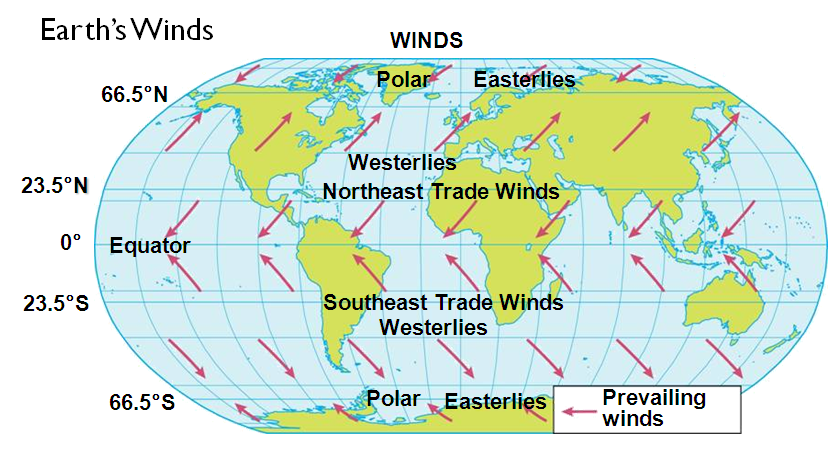 Earth's Winds
WINDS
Polar Easterlies
66.5°N
Westerlies
23.5°N
Northeast Trade Winds
0°
Equator
23.5°S
Southeast Trade Winds
Westerlies
66.5°S
Polar Easterlies
Prevailing
winds